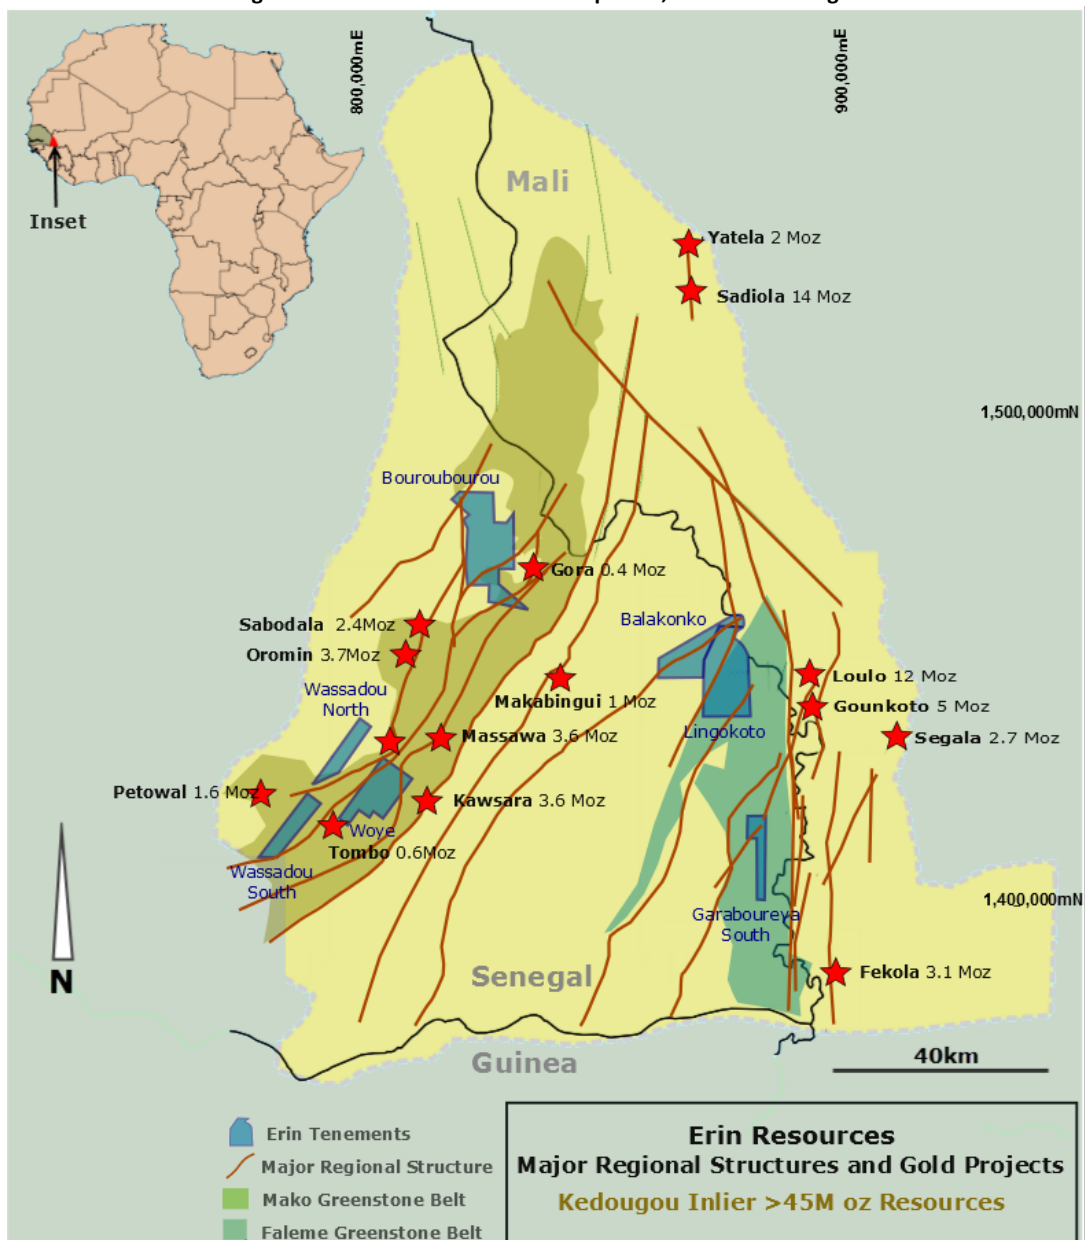 800,000mE
900,000mE
Mali
Inset
Yatela 2 Moz
Sadiola 14 Moz
1,500,000mN
Bouroubourou
Gora 0.4 Moz
Sabodala 2.4Moz
Balakonko
Oromin 3.7Moz
Wassadou
North
Makabingui 1 Moz
Loulo 12 Moz
Gounkoto 5 Moz
Lingokoto
Massawa 3.6 Moz
Segala 2.7 Moz
Petowal 1.6 Moz
Kawsara 3.6 Moz
Woye
Tombo 0.6Moz
Wassadou
South
1,400,000mN
Garaboureya
South
N
Senegal
Fekola 3.1 Moz
Guinea
40km
Erin Tenements
Major Regional Structure
Mako Greenstone Belt
Faleme Greenstone Belt
Erin Resources
Major Regional Structures and Gold Projects
Kedougou Inlier >45M oz Resources